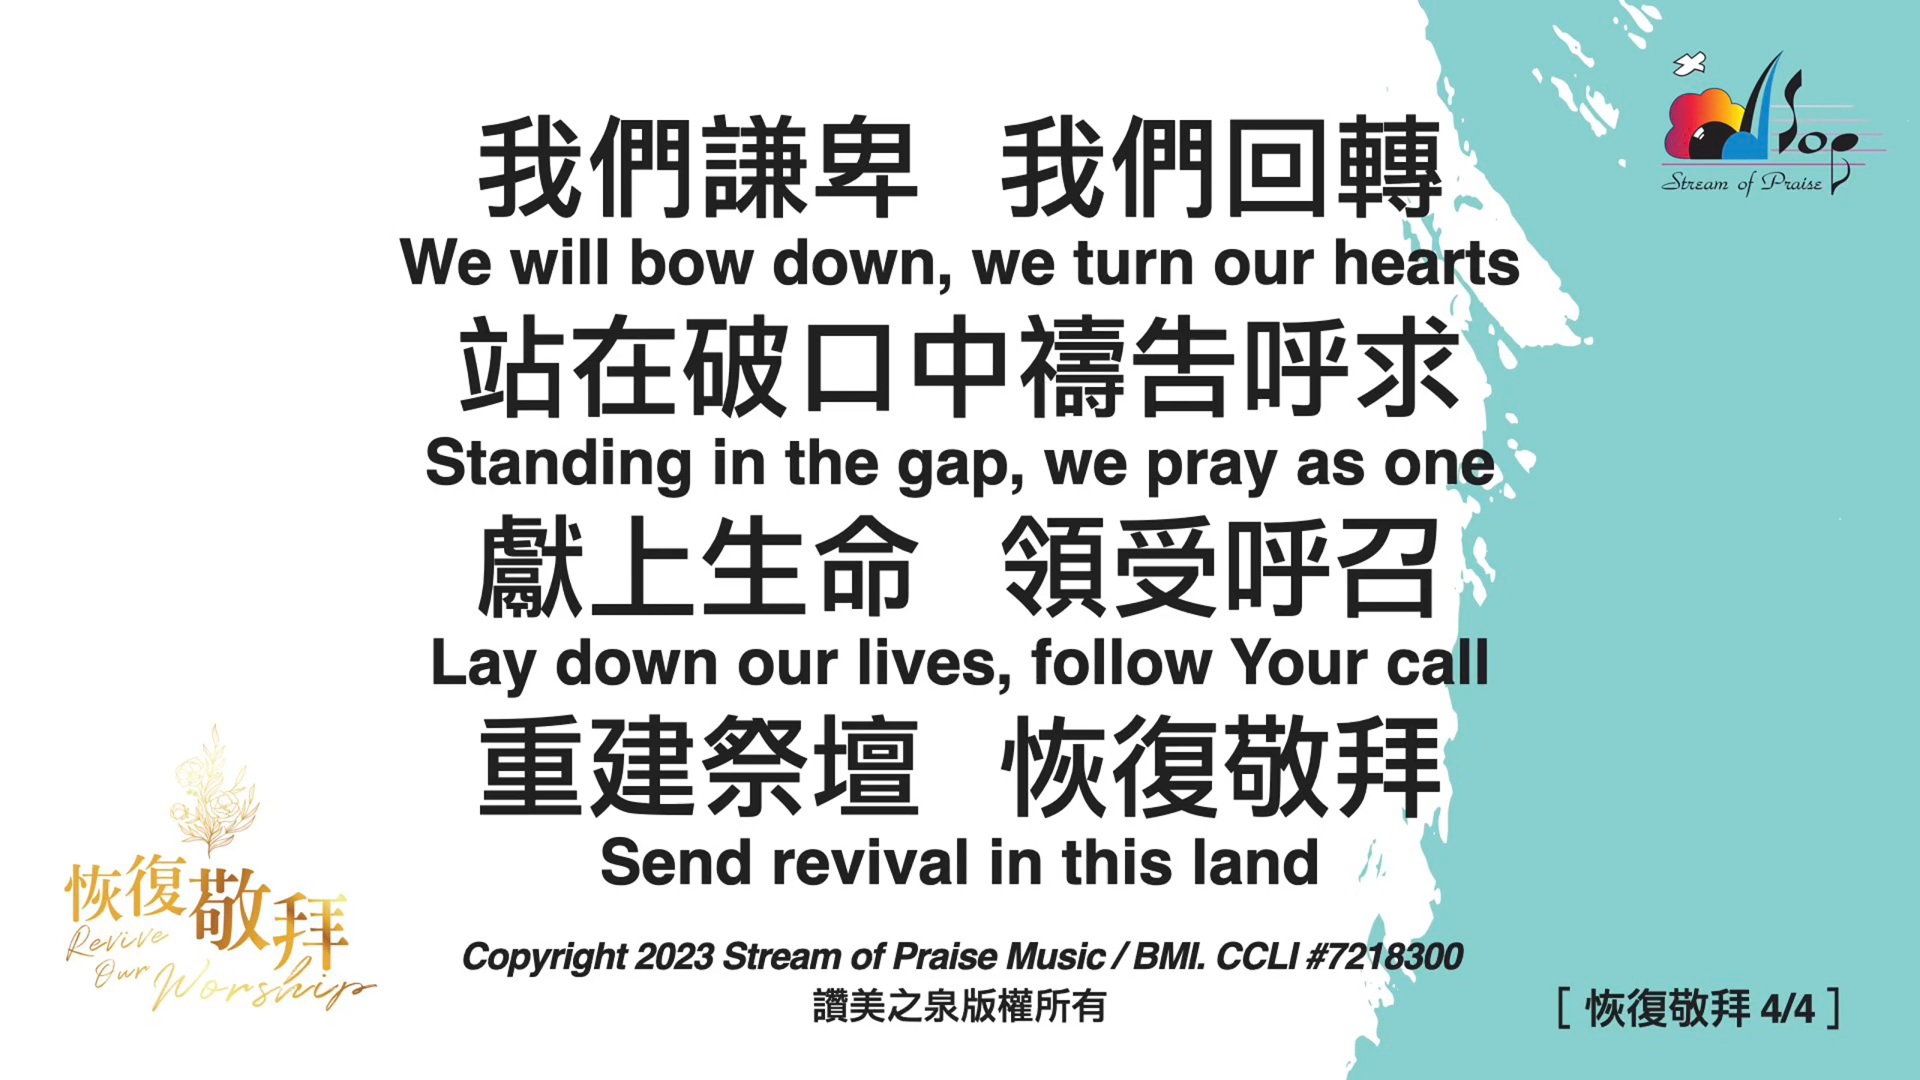 Sop
Stream of Praise
我們謙卑 我們回轉
We will bow down, we turn our hearts
站在破口中禱告呼求
Standing in the gap, we pray as one
獻上生命 領受呼召
Lay down our lives, follow Your call
重建祭壇 恢復敬拜
Send revival in this land
恢復敬拜
Revive
Our Worship
Copyright 2023 Stream of Praise Music / BMI. CCLI #7218300
讚美之泉版權所有
[ 恢復敬拜 4/4 ]